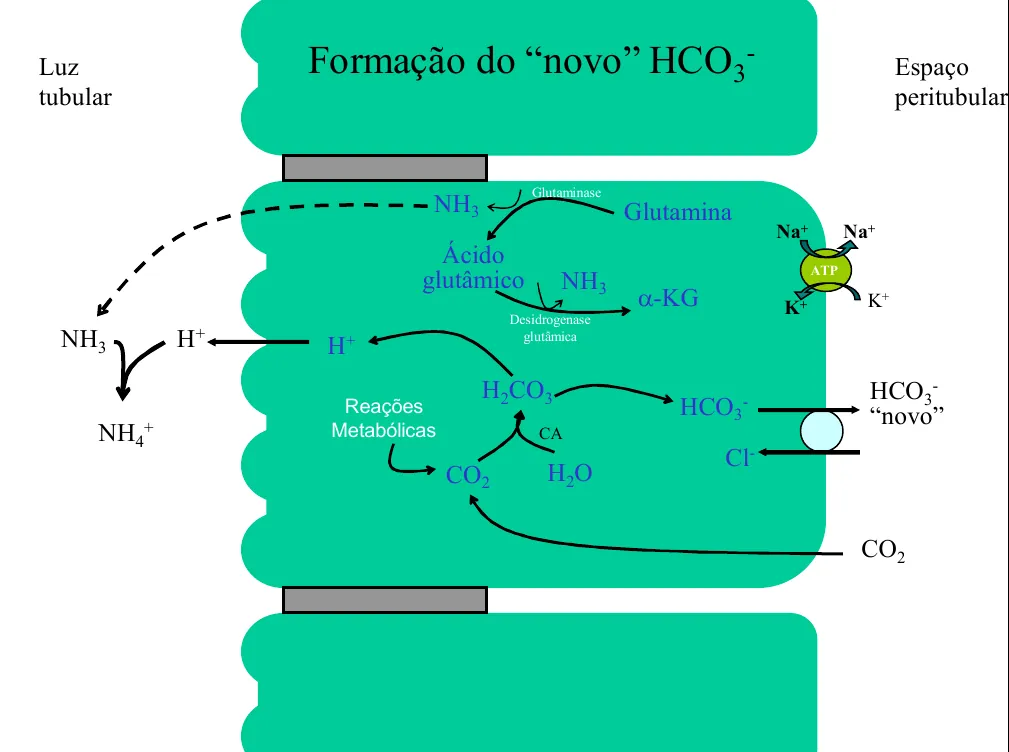 Formação do “novo” HCO₃⁻
Luz
tubular
Espaço
peritubular
Glutaminase
NH₃
Glutamina
Na⁺
Na⁺
Ácido
glutâmico
NH₃
α-KG
ATP
K⁺
K⁺
Desidrogenase
glutâmica
NH₃
H⁺
H⁺
H₂CO₃
HCO₃⁻
HCO₃⁻
“novo”
Reações
Metabólicas
NH₄⁺
CA
Cl⁻
CO₂
H₂O
CO₂